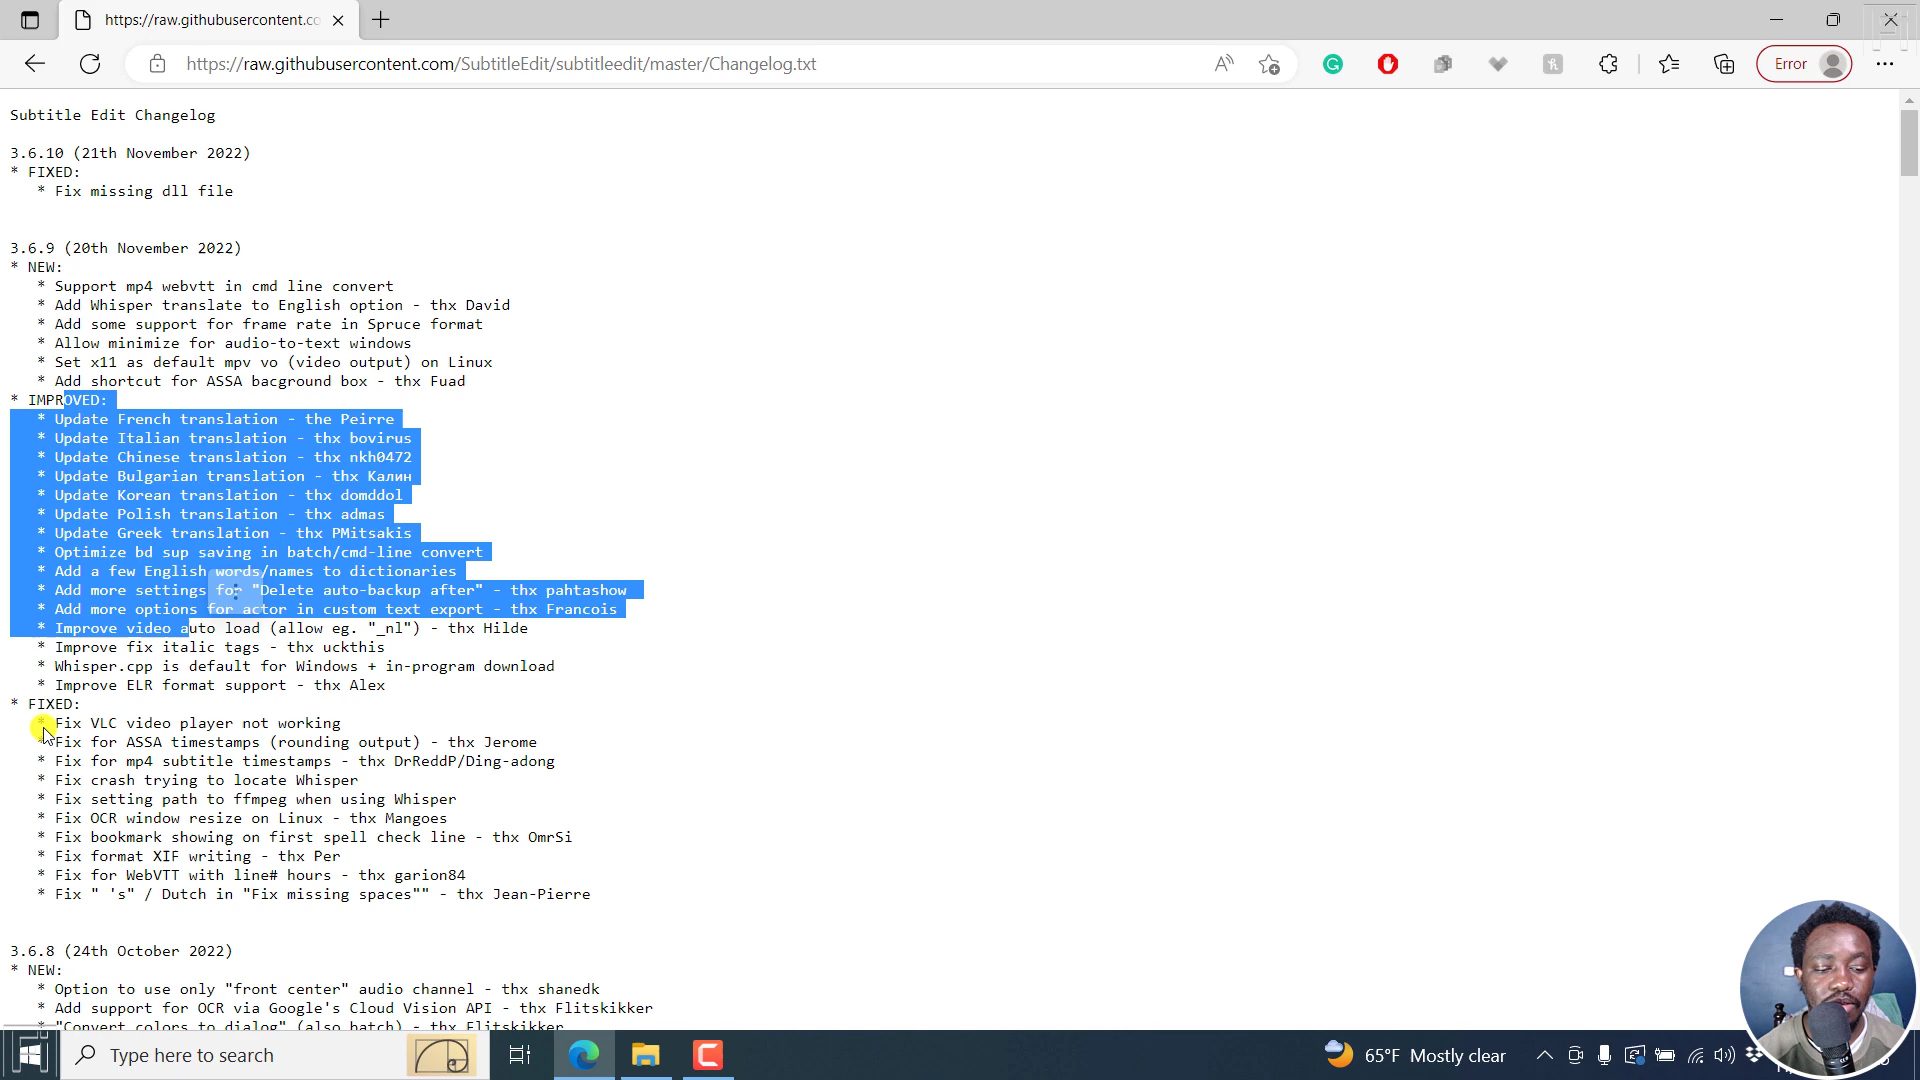 https://raw.githubusercontent.co
https://raw.githubusercontent.com/SubtitleEdit/subtitleedit/master/Changelog.txt
Error
Subtitle Edit Changelog
3.6.10 (21th November 2022)
* FIXED:
* Fix missing dll file
3.6.9 (20th November 2022)
* NEW:
* Support mp4 webvtt in cmd line convert
* Add Whisper translate to English option - thx David
* Add some support for frame rate in Spruce format
* Allow minimize for audio-to-text windows
* Set x11 as default mpv vo (video output) on Linux
* Add shortcut for ASSA bacground box - thx Fuad
* IMPROVED:
* Update French translation - the Peirre
* Update Italian translation - thx bovirus
* Update Chinese translation - thx nkh0472
* Update Bulgarian translation - thx Калин
* Update Korean translation - thx domddol
* Update Polish translation - thx admas
* Update Greek translation - thx PMitsakis
* Optimize bd sup saving in batch/cmd-line convert
* Add a few English words/names to dictionaries
* Add more settings for "Delete auto-backup after" - thx pahtashow
* Add more options for actor in custom text export - thx Francois
* Improve video auto load (allow eg. "_nl") - thx Hilde
* Improve fix italic tags - thx uckthis
* Whisper.cpp is default for Windows + in-program download
* Improve ELR format support - thx Alex
* FIXED:
* Fix VLC video player not working
* Fix for ASSA timestamps (rounding output) - thx Jerome
* Fix for mp4 subtitle timestamps - thx DrReddP/Ding-adong
* Fix crash trying to locate Whisper
* Fix setting path to ffmpeg when using Whisper
* Fix OCR window resize on Linux - thx Mangoes
* Fix bookmark showing on first spell check line - thx OmrSi
* Fix format XIF writing - thx Per
* Fix for WebVTT with line# hours - thx garion84
* Fix " 's" / Dutch in "Fix missing spaces"" - thx Jean-Pierre
3.6.8 (24th October 2022)
* NEW:
* Option to use only "front center" audio channel - thx shanedk
* Add support for OCR via Google's Cloud Vision API - thx Flitskikker
* "Convert colors to dialog" (also batch) - thx Flitskikker
Type here to search
65°F Mostly clear